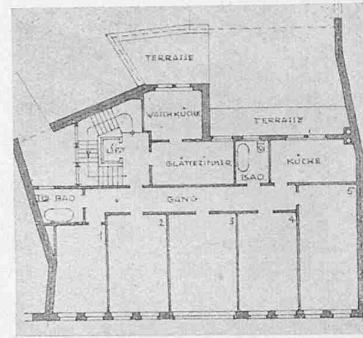 TERRASSE
WASCHKÜCHE
TERRASSE
LIFT
GLÄTTEZIMMER
BAD
KÜCHE
BAD
GANG
1
2
3
4
5